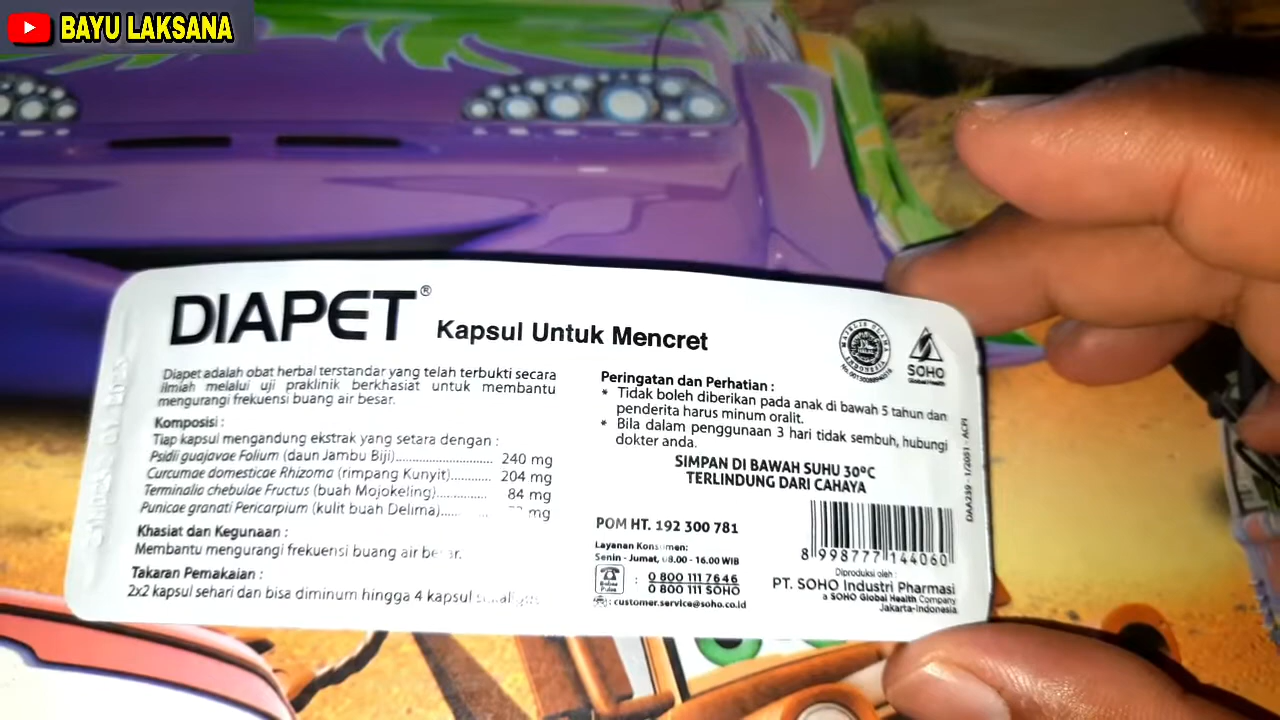 BAYU LAKSANA
DIAPET®
Kapsul Untuk Mencret
Diapet adalah obat herbal terstandar yang telah terbukti secara
ilmiah melalui uji praklinik berkhasiat untuk membantu
mengurangi frekuensi buang air besar.
Komposisi :
Tiap kapsul mengandung ekstrak yang setara dengan :
Psidii guajavae Folium (daun Jambu Biji)............................ 240 mg
Curcumae domesticae Rhizoma (rimpang Kunyit)............. 204 mg
Terminalia chebulae Fructus (buah Mojokeling)............... 84 mg
Punicae granati Pericarpium (kulit buah Delima)...... mg
Khasiat dan Kegunaan :
Membantu mengurangi frekuensi buang air
Takaran Pemakaian :
2x2 kapsul sehari dan bisa diminum hingga 4 kapsul
Peringatan dan Perhatian :
* Tidak boleh diberikan pada anak di bawah 5 tahun dan
penderita harus minum oralit.
* Bila dalam penggunaan 3 hari tidak sembuh, hubungi
dokter anda.
SIMPAN DI BAWAH SUHU 30ºC
TERLINDUNG DARI CAHAYA
POM HT. 192 300 781
Layanan Konsumen:
Senin - Jumat, 08.00 - 16.00 WIB
: 0 800 111 7646
0 800 111 SOHO
: customer.service@soho.co.id
MAJELIS ULAMA
SOHO
Global Health
8 998777 144060
Diproduksi oleh :
PT. SOHO Industri Pharmasi
a SOHO Global Health Company
Jakarta-Indonesia